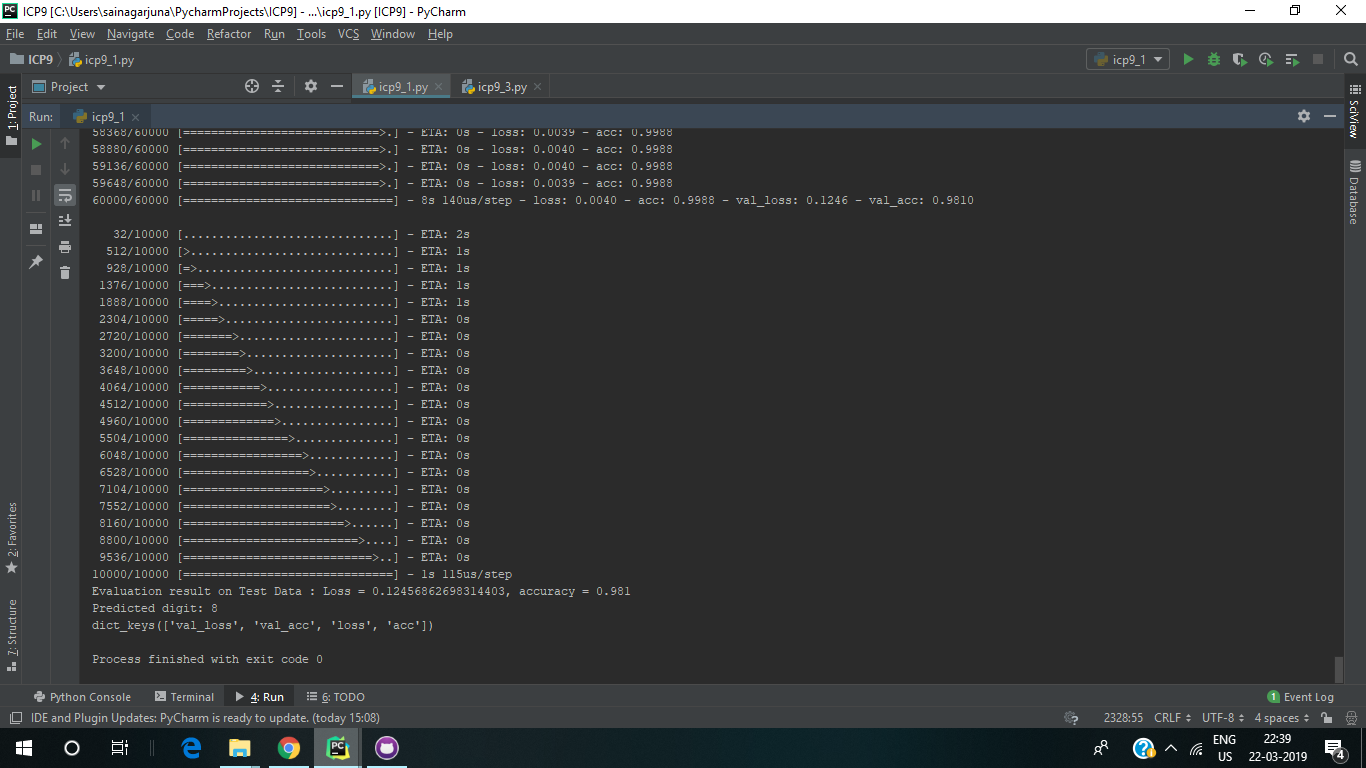 ICP9 [C:\Users\sainagarjuna\PycharmProjects\ICP9] - ...\icp9_1.py [ICP9] - PyCharm
File Edit View Navigate Code Refactor Run Tools VCS Window Help
ICP9 icp9_1.py icp9_1
1: Project Project icp9_1.py icp9_3.py SciView
Run: icp9_1
58368/60000 [============================>.] - ETA: 0s - loss: 0.0039 - acc: 0.9988
58880/60000 [============================>.] - ETA: 0s - loss: 0.0040 - acc: 0.9988
59136/60000 [============================>.] - ETA: 0s - loss: 0.0040 - acc: 0.9988
59648/60000 [============================>.] - ETA: 0s - loss: 0.0039 - acc: 0.9988
60000/60000 [==============================] - 8s 140us/step - loss: 0.0040 - acc: 0.9988 - val_loss: 0.1246 - val_acc: 0.9810
Database
32/10000 [..............................] - ETA: 2s
512/10000 [>.............................] - ETA: 1s
928/10000 [=>............................] - ETA: 1s
1376/10000 [===>..........................] - ETA: 1s
1888/10000 [====>.........................] - ETA: 1s
2304/10000 [=====>........................] - ETA: 0s
2720/10000 [=======>......................] - ETA: 0s
3200/10000 [========>.....................] - ETA: 0s
3648/10000 [=========>....................] - ETA: 0s
4064/10000 [===========>..................] - ETA: 0s
4512/10000 [============>.................] - ETA: 0s
4960/10000 [=============>................] - ETA: 0s
5504/10000 [===============>..............] - ETA: 0s
6048/10000 [=================>............] - ETA: 0s
6528/10000 [==================>...........] - ETA: 0s
7104/10000 [====================>.........] - ETA: 0s
7552/10000 [=====================>........] - ETA: 0s
8160/10000 [=======================>......] - ETA: 0s
8800/10000 [=========================>....] - ETA: 0s
9536/10000 [===========================>..] - ETA: 0s
10000/10000 [==============================] - 1s 115us/step
Evaluation result on Test Data : Loss = 0.12456862698314403, accuracy = 0.981
Predicted digit: 8
dict_keys(['val_loss', 'val_acc', 'loss', 'acc'])
Process finished with exit code 0
2: Favorites
7: Structure
Python Console Terminal 4: Run 6: TODO 1 Event Log
IDE and Plugin Updates: PyCharm is ready to update. (today 15:08) 2328:55 CRLF UTF-8 4 spaces
ENG 22:39
US 22-03-2019 4